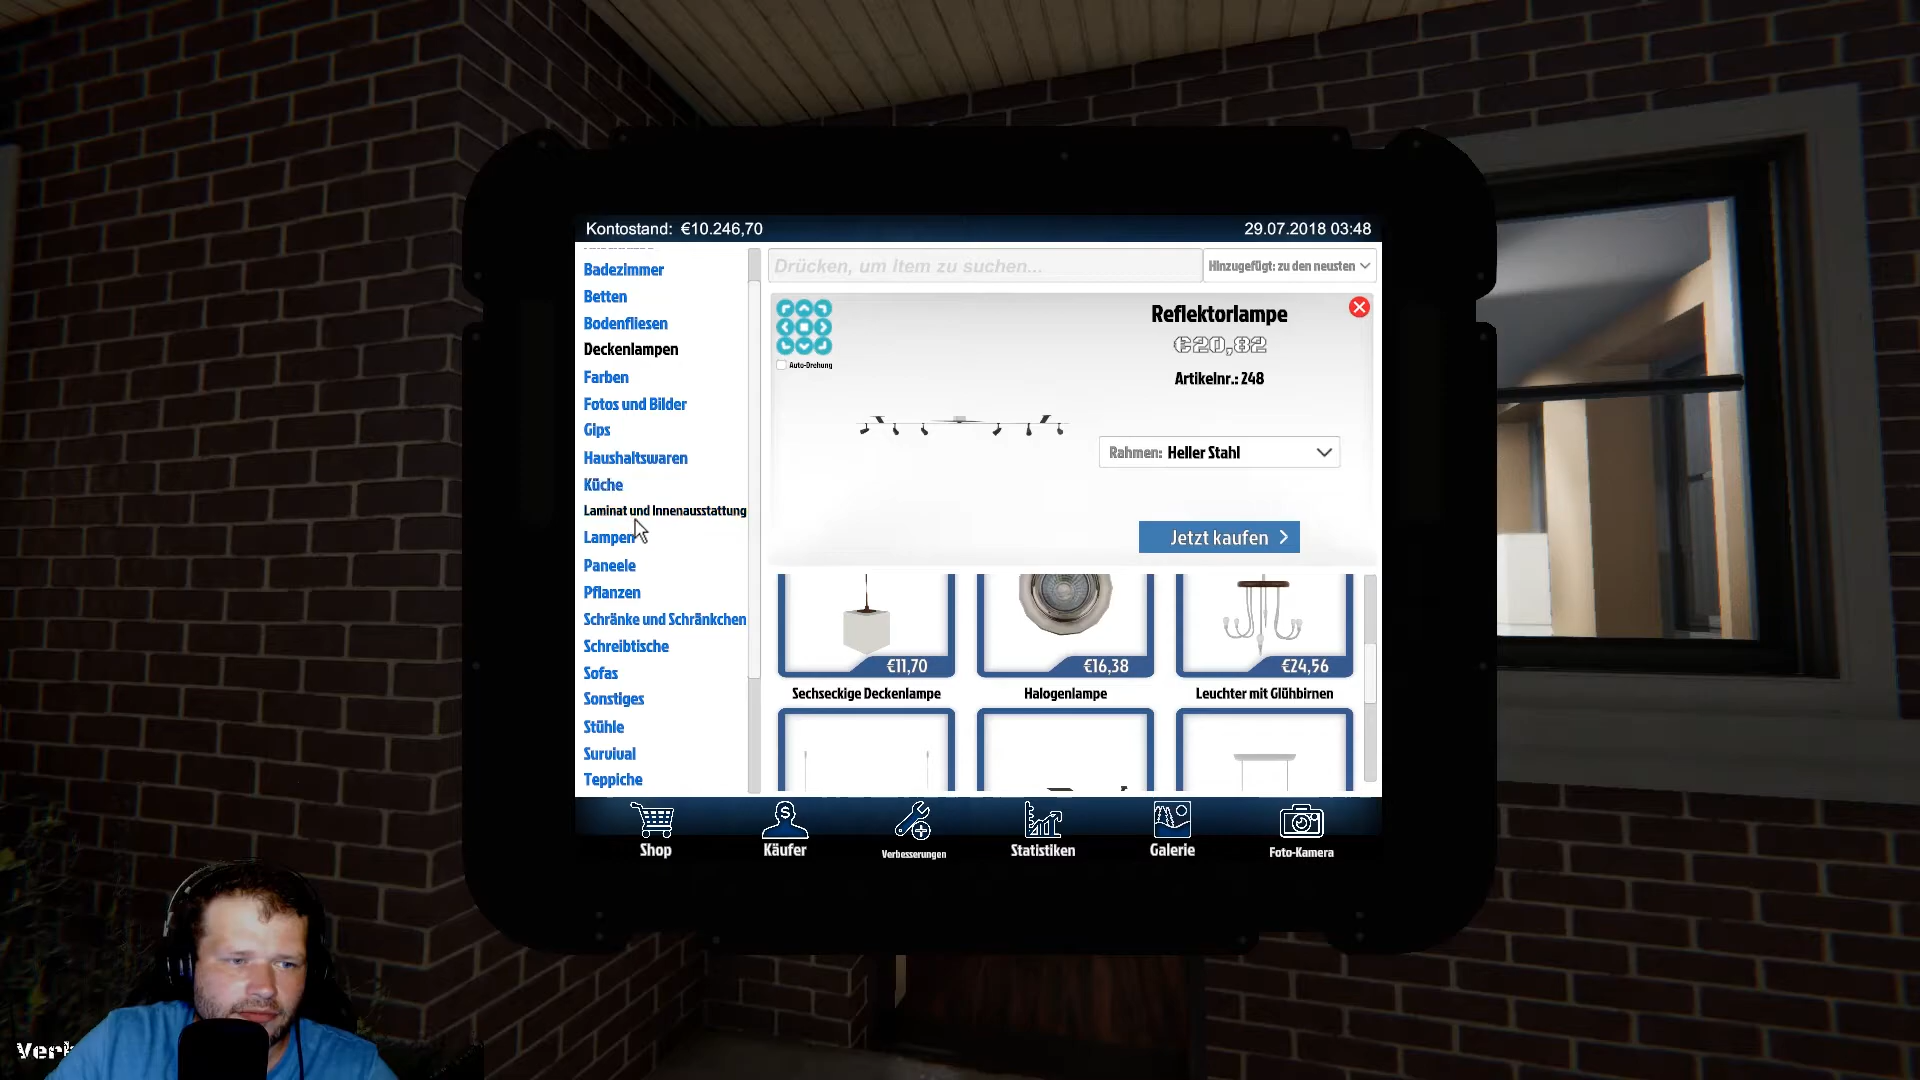 Kontostand: €10.246,70
29.07.2018 03:48
Badezimmer
Betten
Bodenfliesen
Deckenlampen
Farben
Fotos und Bilder
Gips
Haushaltswaren
Küche
Laminat und Innenausstattung
Lampen
Paneele
Pflanzen
Schränke und Schränkchen
Schreibtische
Sofas
Sonstiges
Stühle
Survival
Teppiche
Drücken, um Item zu suchen...
Hinzugefügt: zu den neusten
Auto-Drehung
Reflektorlampe
€20,82
Artikelnr.: 248
Rahmen: Heller Stahl
Jetzt kaufen
€11,70
€16,38
€24,56
Sechseckige Deckenlampe
Halogenlampe
Leuchter mit Glühbirnen
Shop
Käufer
Verbesserungen
Statistiken
Galerie
Foto-Kamera